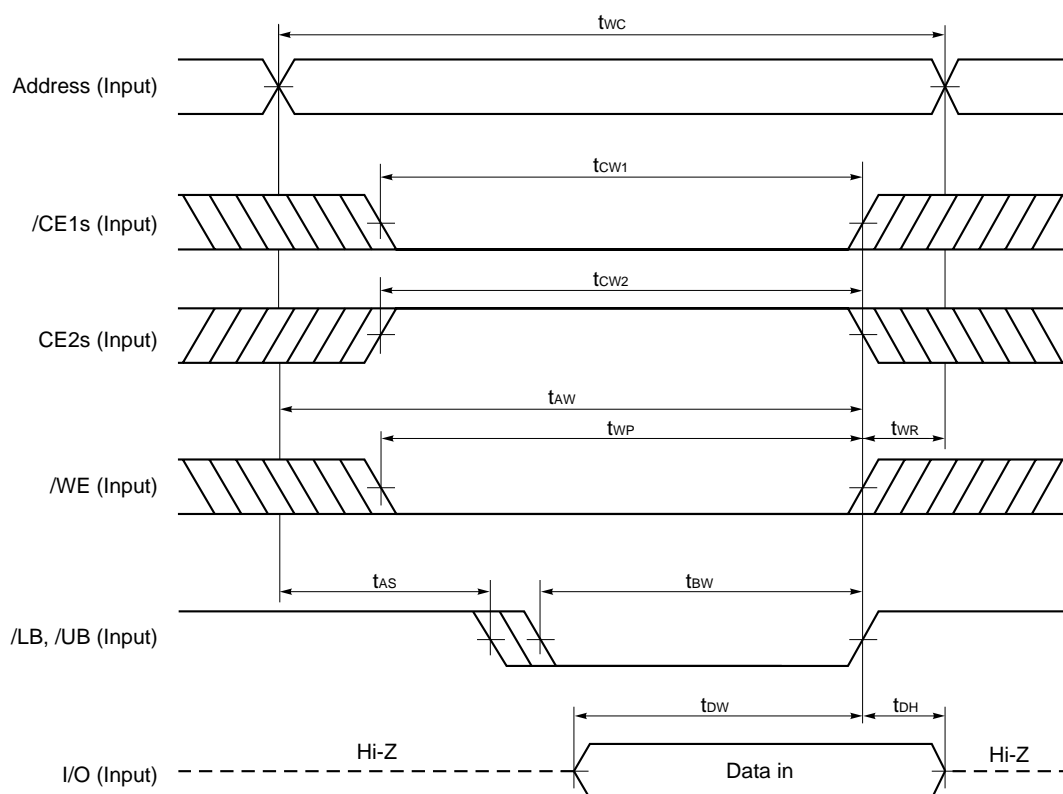 tWC
Address (Input)
tCW1
/CE1s (Input)
tCW2
CE2s (Input)
tAW
tWP
tWR
/WE (Input)
tAS
tBW
/LB, /UB (Input)
tDW
tDH
Hi-Z
Hi-Z
I/O (Input)
Data in